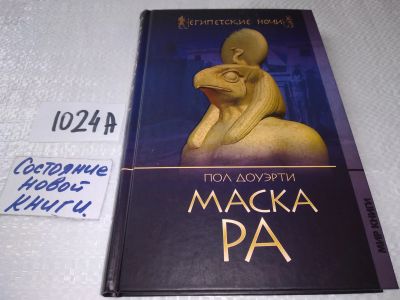 ЕГИПЕТСКИЕ НОЧИ
1024А
Состояние
новой
книги.
ПОЛ ДОУЭРТИ
МАСКА
РА
МИР КНИГИ